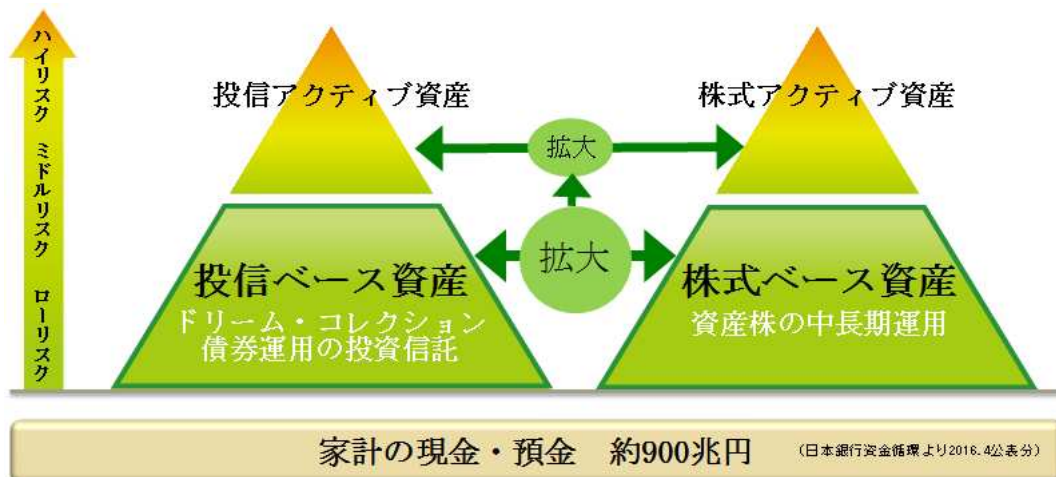 ハイリスク ミドルリスク ローリスク
投信アクティブ資産
株式アクティブ資産
拡大
拡大
投信ベース資産
ドリーム・コレクション
債券運用の投資信託
株式ベース資産
資産株の中長期運用
家計の現金・預金 約900兆円 (日本銀行資金循環より2016.4公表分)